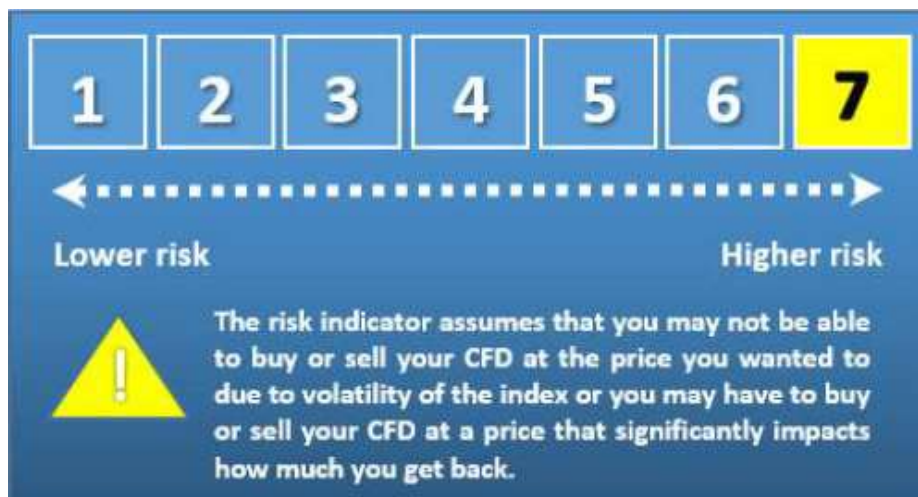 1 2 3 4 5 6 7
Lower risk Higher risk
!
The risk indicator assumes that you may not be able
to buy or sell your CFD at the price you wanted to
due to volatility of the index or you may have to buy
or sell your CFD at a price that significantly impacts
how much you get back.